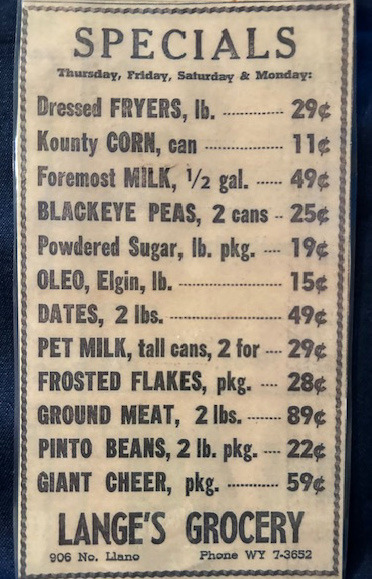 SPECIALS
Thursday, Friday, Saturday & Monday:
Dressed FRYERS, lb. ---------------- 29¢
Kounty CORN, can ---------------- 11¢
Foremost MILK, 1/2 gal. ----- 49¢
BLACKEYE PEAS, 2 cans -- 25¢
Powdered Sugar, lb. pkg. ---- 19¢
OLEO, Elgin, lb. ---------------------- 15¢
DATES, 2 lbs. ------------------------ 49¢
PET MILK, tall cans, 2 for ---- 29¢
FROSTED FLAKES, pkg. ---- 28¢
GROUND MEAT, 2 lbs. -------- 89¢
PINTO BEANS, 2 lb. pkg. ---- 22¢
GIANT CHEER, pkg. ----------- 59¢
LANGE'S GROCERY
906 No. Llano Phone WY 7-3652